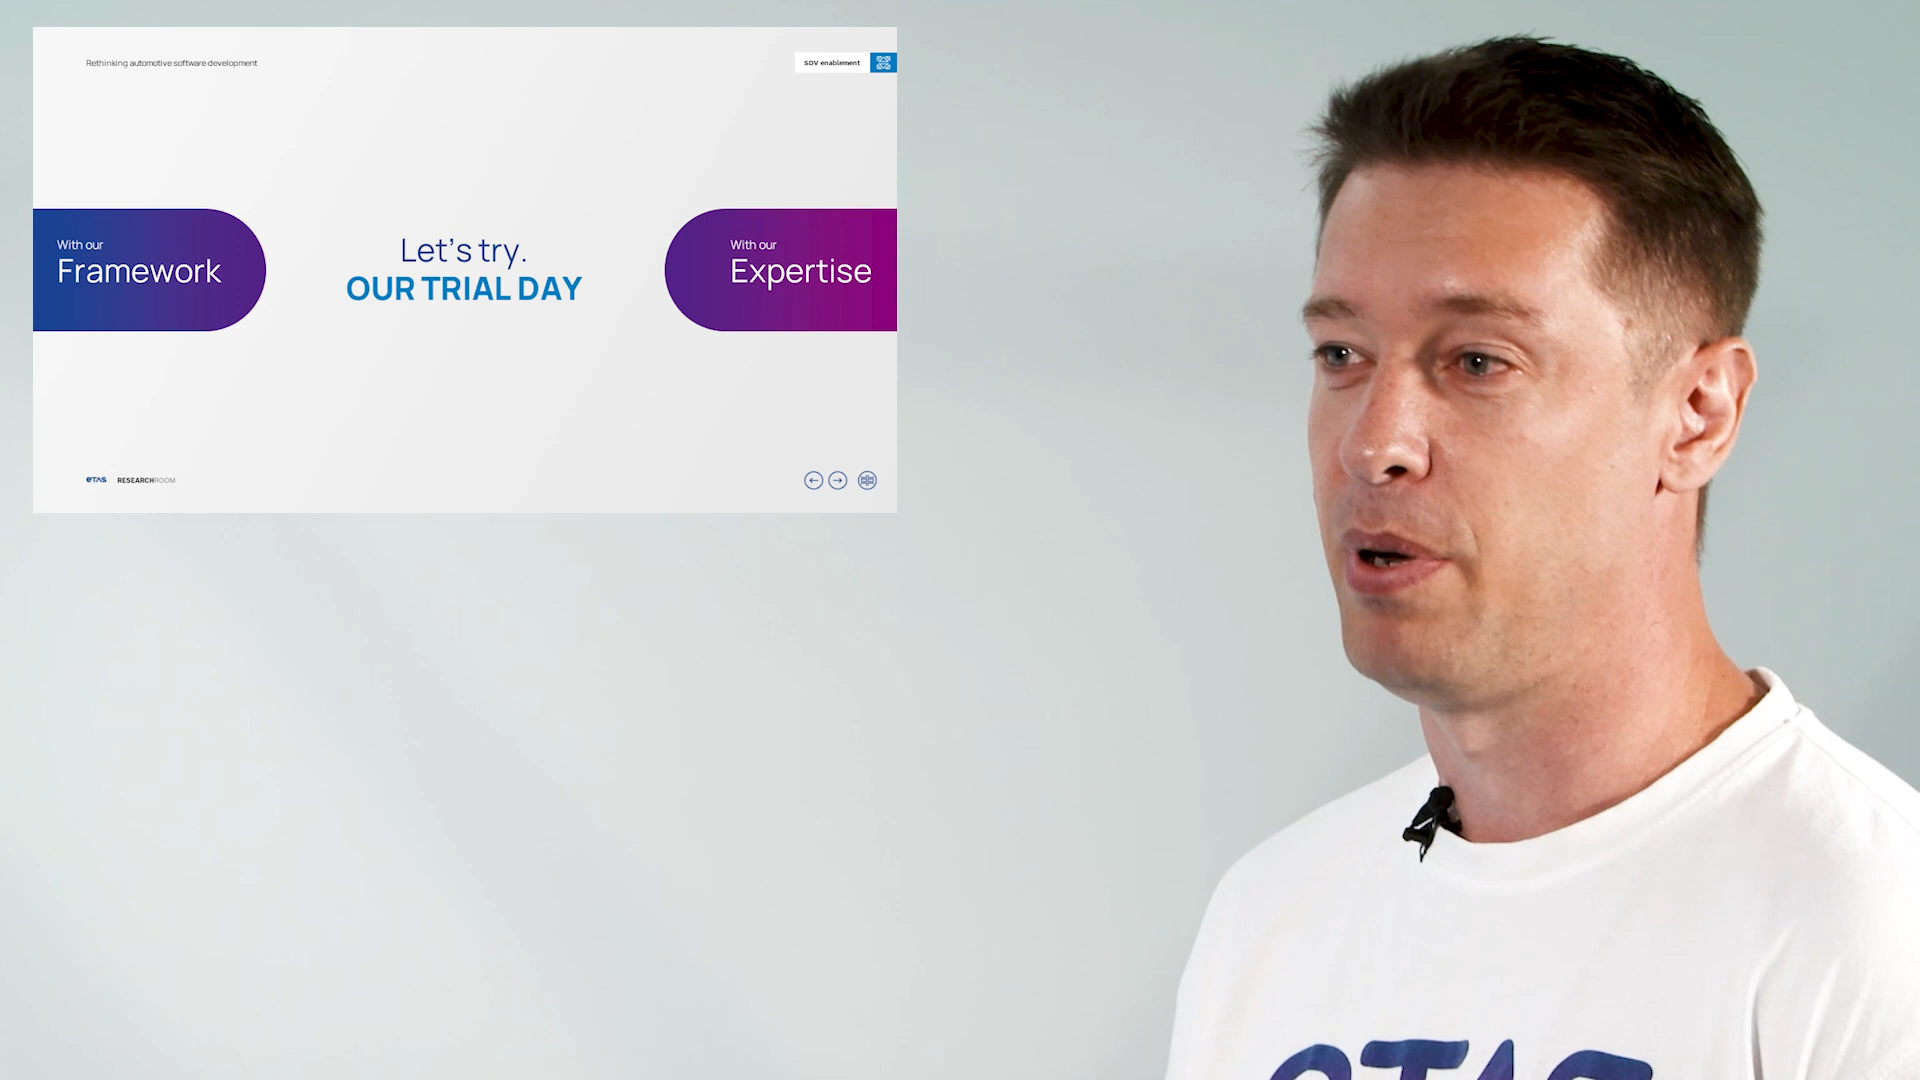 Rethinking automotive software development
SDV enablement
With our
Framework
Let's try.
OUR TRIAL DAY
With our
Expertise
eTAS RESEARCHROOM
eTAS